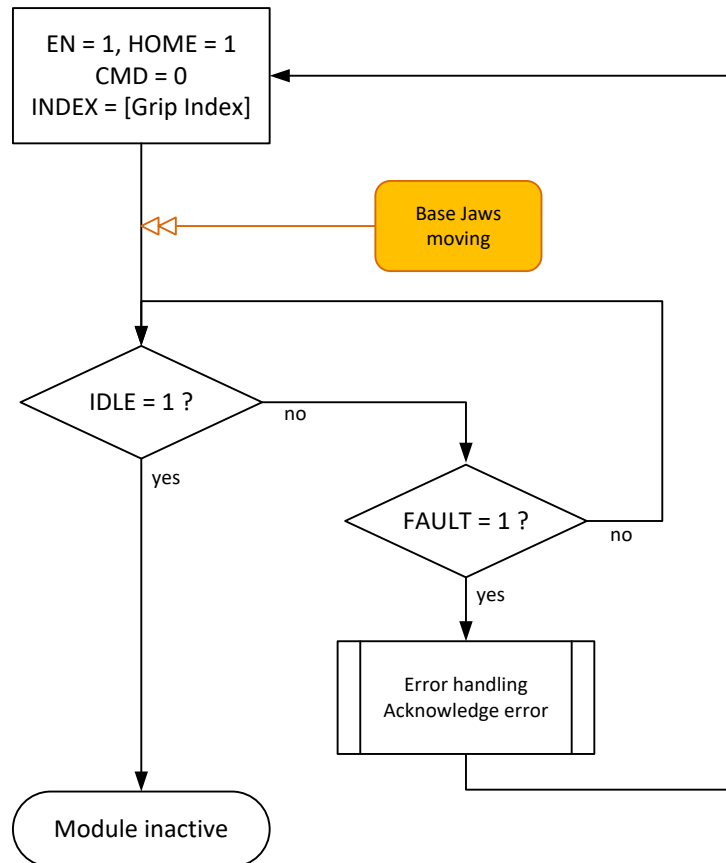 EN = 1, HOME = 1
CMD = 0
INDEX = [Grip Index]
Base Jaws
moving
IDLE = 1 ?
no
yes
FAULT = 1 ?
no
yes
Error handling
Acknowledge error
Module inactive